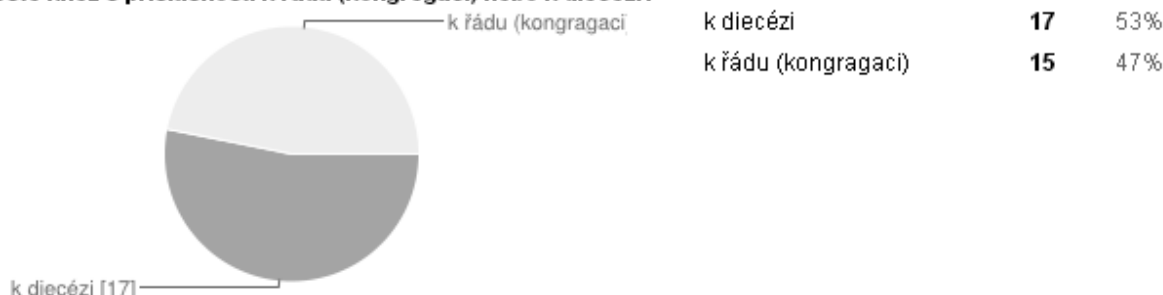 k řádu (kongragaci
k diecézi [17]
k diecézi 17 53%
k řádu (kongragaci) 15 47%